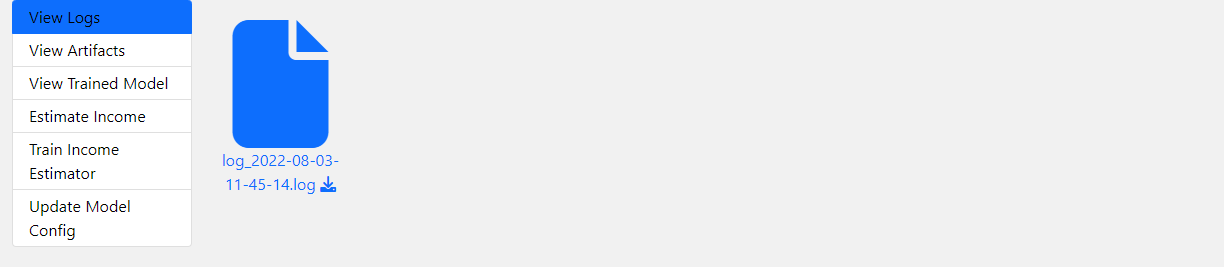 View Logs
View Artifacts
View Trained Model
Estimate Income
Train Income
Estimator
Update Model
Config
log_2022-08-03-
11-45-14.log